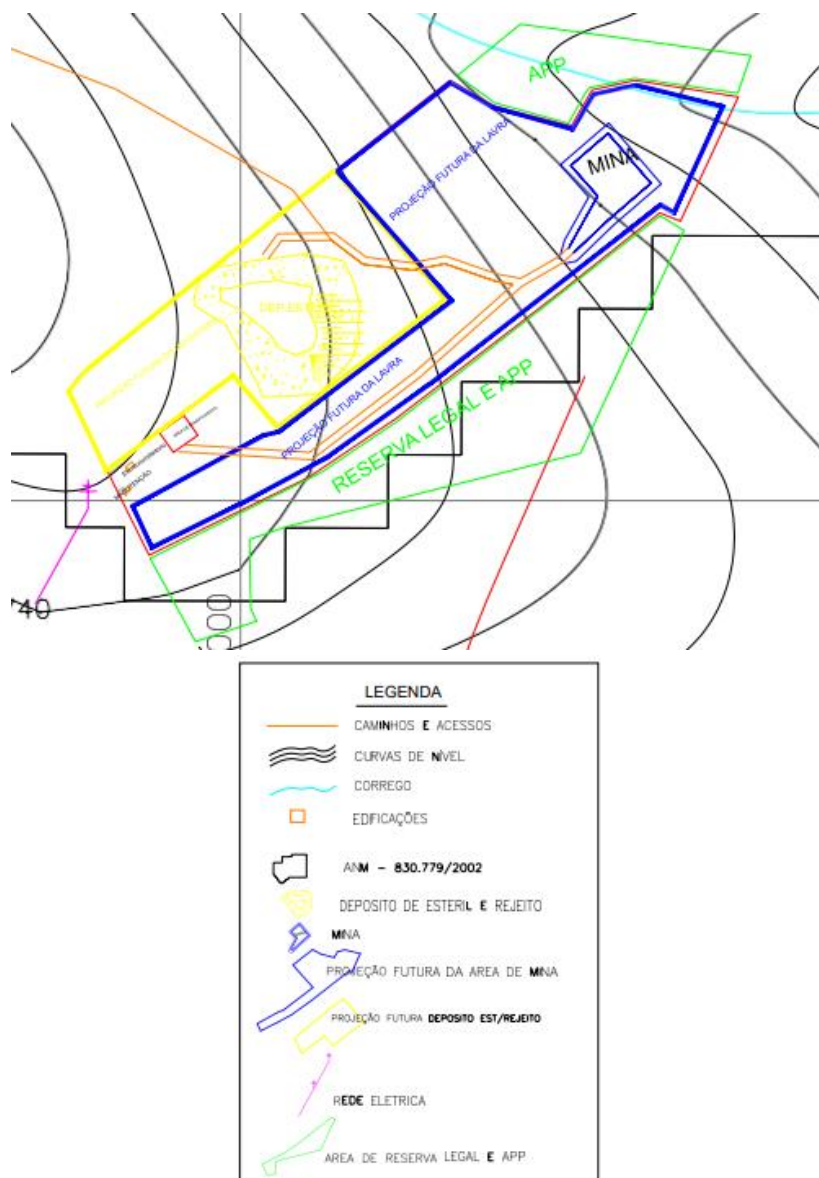 APP
MINA
PROJEÇÃO FUTURA DA LAVRA
PROJEÇÃO FUTURA DA LAVRA
RESERVA LEGAL E APP
40
000
LEGENDA
CAMINHOS E ACESSOS
CURVAS DE NÍVEL
CORREGO
EDIFICAÇÕES
ANM - 830.779/2002
DEPOSITO DE ESTERIL E REJEITO
MINA
PROJEÇÃO FUTURA DA AREA DE MINA
PROJEÇÃO FUTURA DEPOSITO EST/REJEITO
REDE ELETRICA
AREA DE RESERVA LEGAL E APP